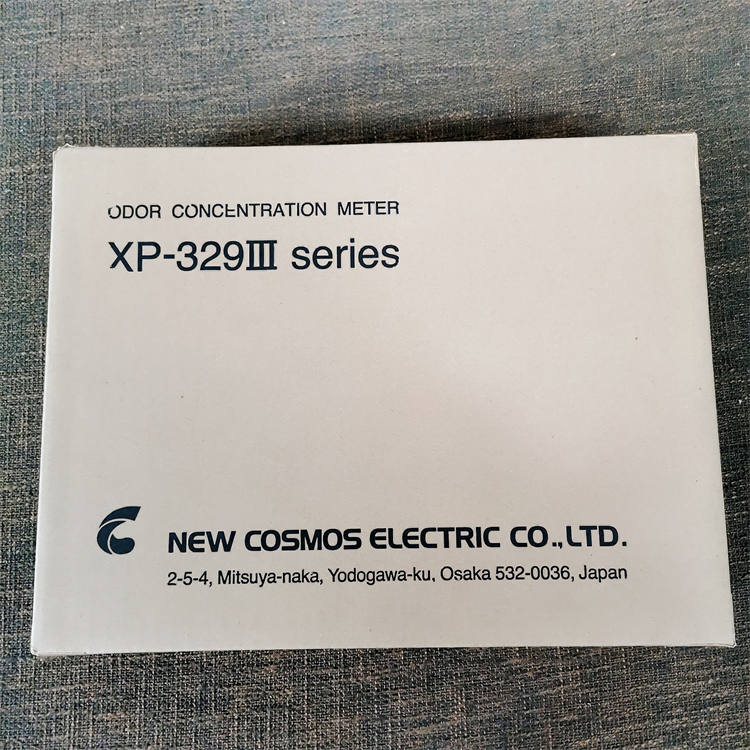 ODOR CONCENTRATION METER
XP-329III series
NEW COSMOS ELECTRIC CO.,LTD.
2-5-4, Mitsuya-naka, Yodogawa-ku, Osaka 532-0036, Japan